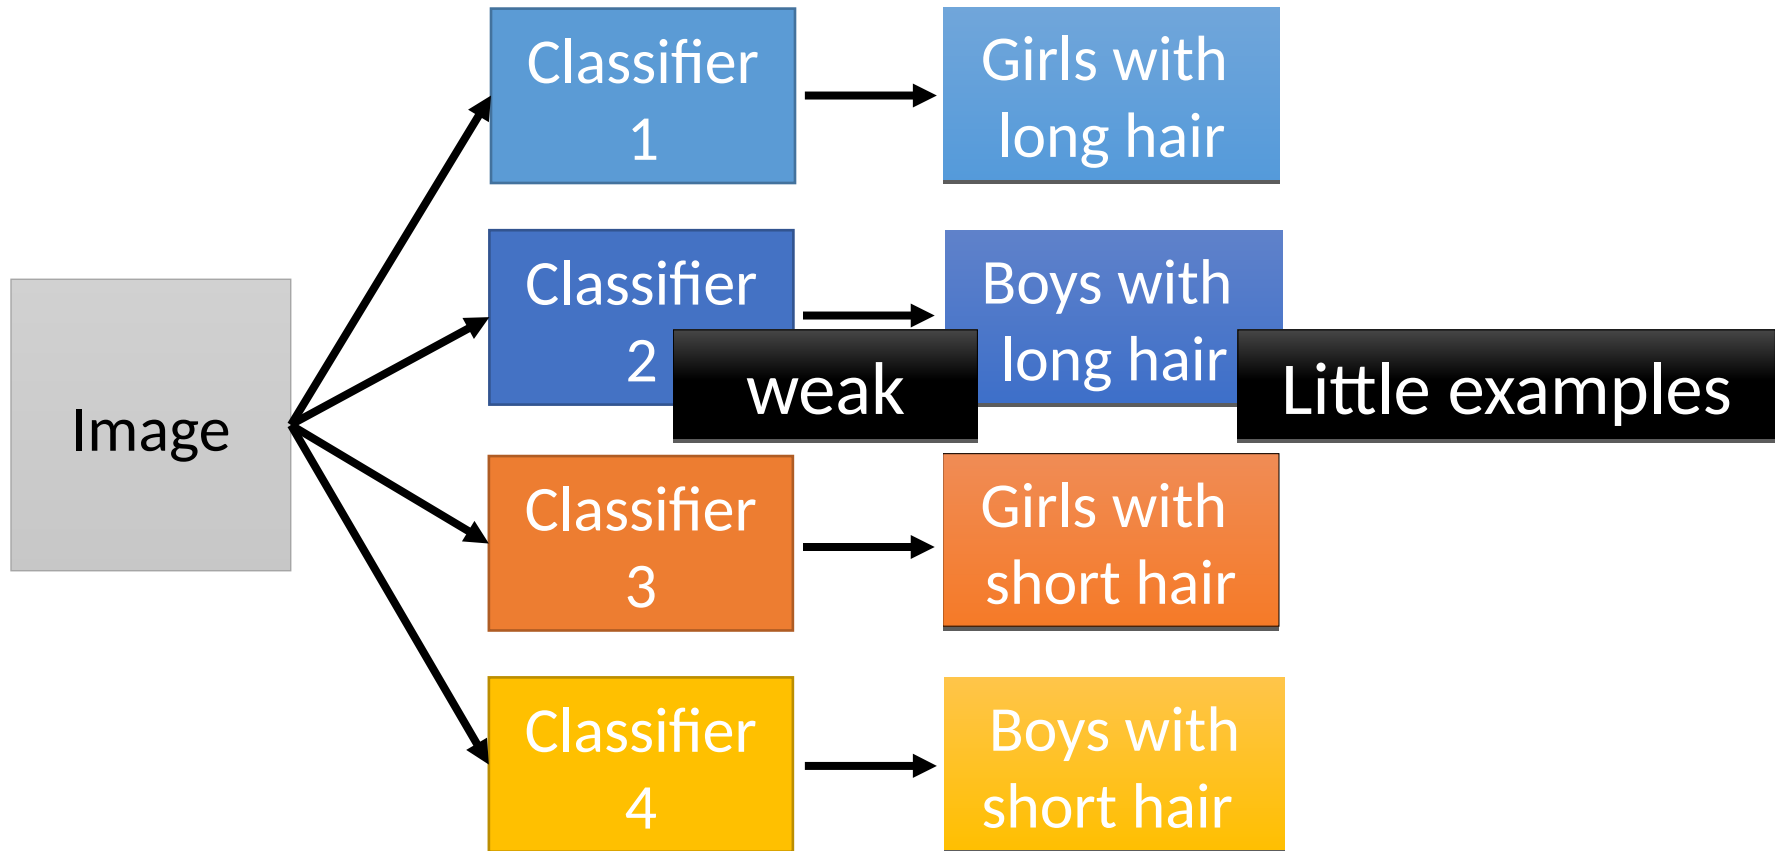 Classifier
1
Girls with
long hair
Classifier
2
Boys with
long hair
weak
Little examples
Image
Classifier
3
Girls with
short hair
Classifier
4
Boys with
short hair